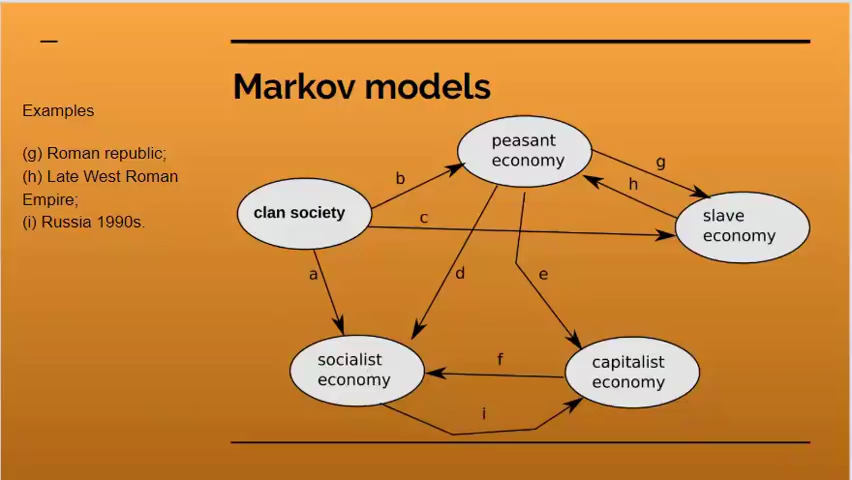 Markov models
Examples
(g) Roman republic;
(h) Late West Roman
Empire;
(i) Russia 1990s.
peasant
economy
g
h
b
clan society
c
slave
economy
a
d
e
socialist
economy
f
capitalist
economy
i